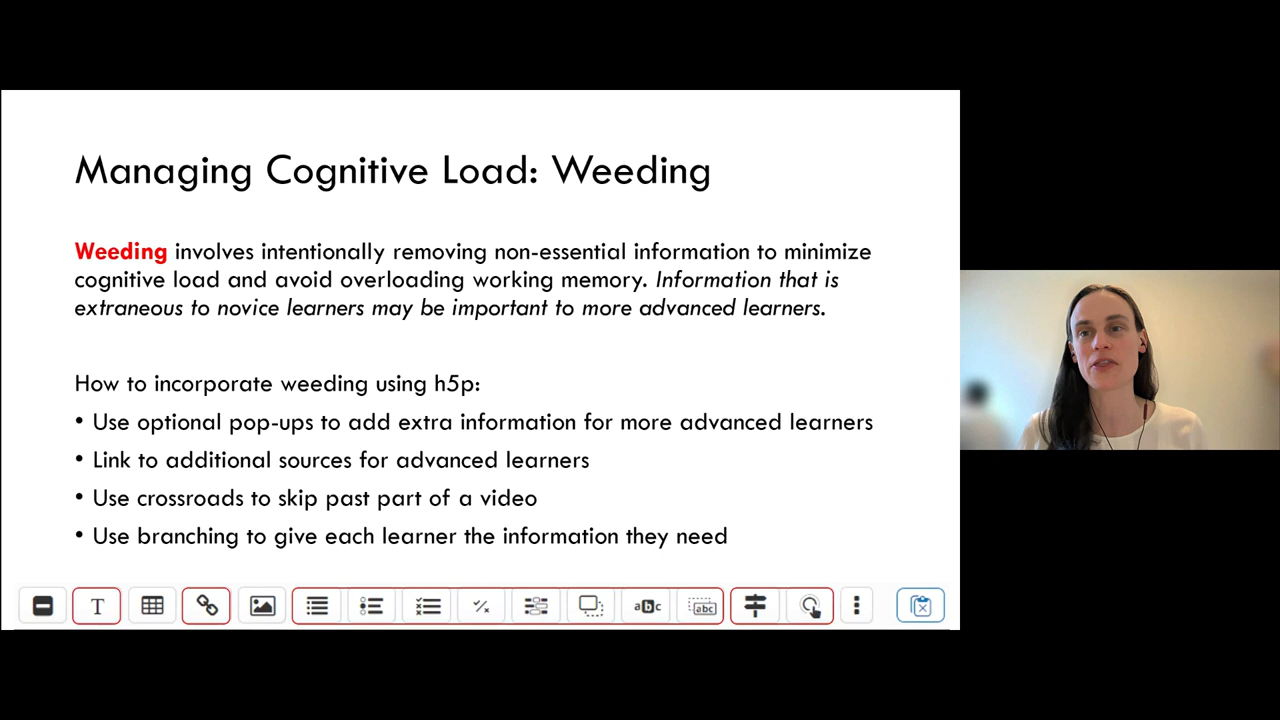 Managing Cognitive Load: Weeding
Weeding involves intentionally removing non-essential information to minimize
cognitive load and avoid overloading working memory. Information that is
extraneous to novice learners may be important to more advanced learners.
How to incorporate weeding using h5p:
• Use optional pop-ups to add extra information for more advanced learners
• Link to additional sources for advanced learners
• Use crossroads to skip past part of a video
• Use branching to give each learner the information they need
T abc abc